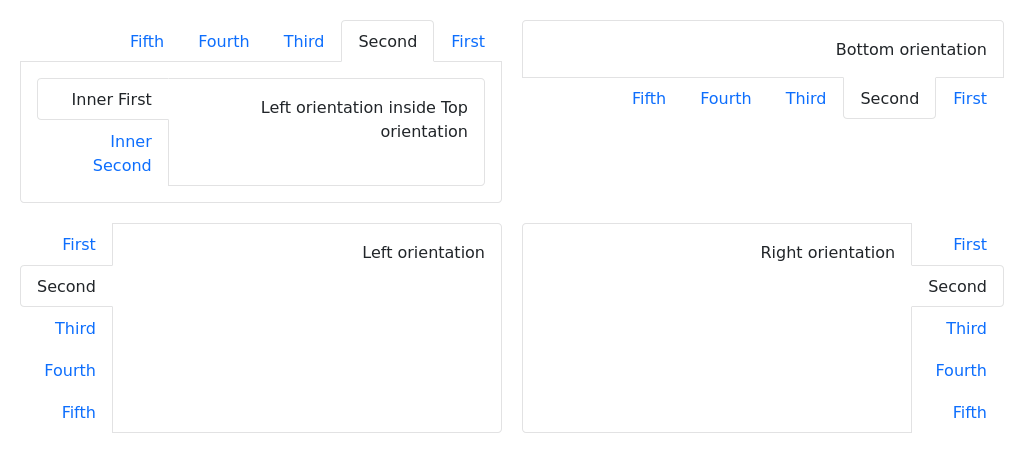 Fifth Fourth Third Second First
Inner First
Inner
Second
Left orientation inside Top
orientation
Bottom orientation
Fifth Fourth Third Second First
First
Second
Third
Fourth
Fifth
Left orientation
Right orientation
First
Second
Third
Fourth
Fifth